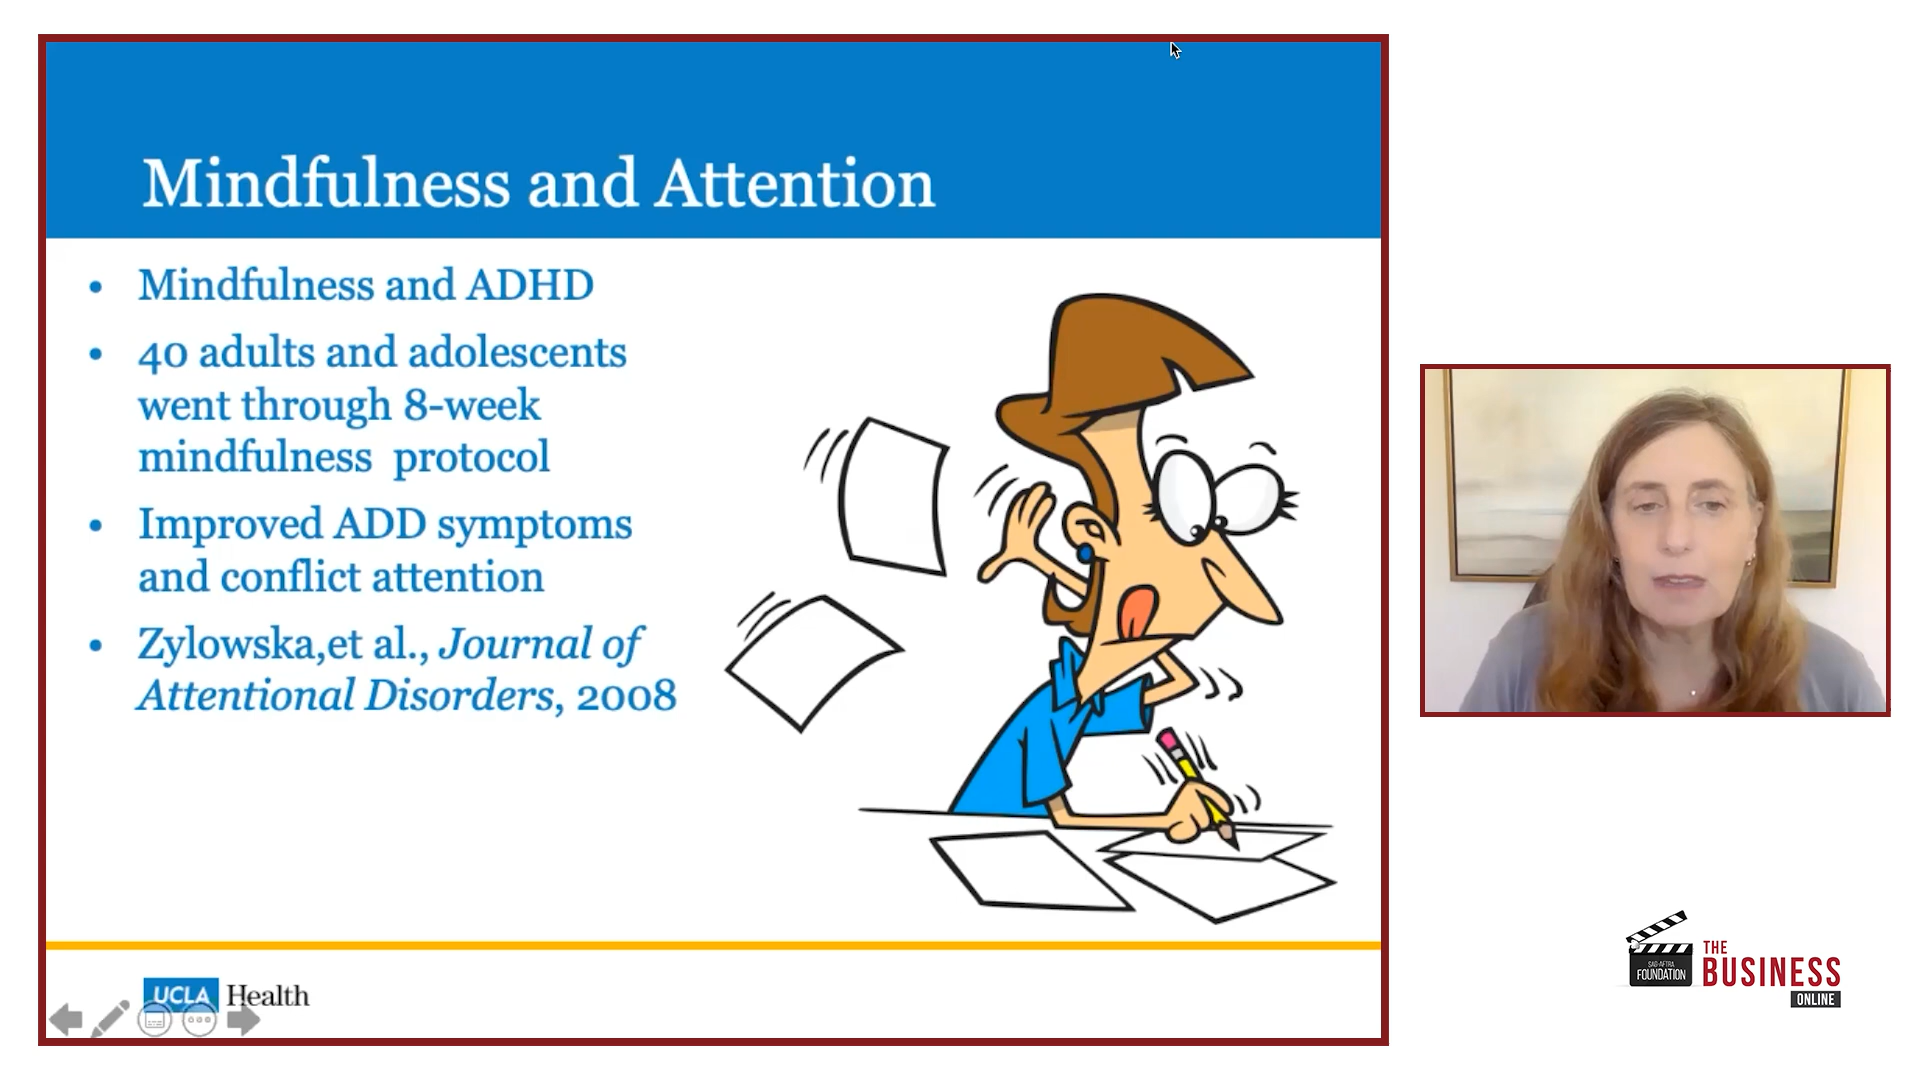 Mindfulness and Attention
• Mindfulness and ADHD
• 40 adults and adolescents
went through 8-week
mindfulness protocol
• Improved ADD symptoms
and conflict attention
• Zylowska,et al., Journal of
Attentional Disorders, 2008
UCLA Health
SAG-AFTRA
FOUNDATION
THE
BUSINESS
ONLINE